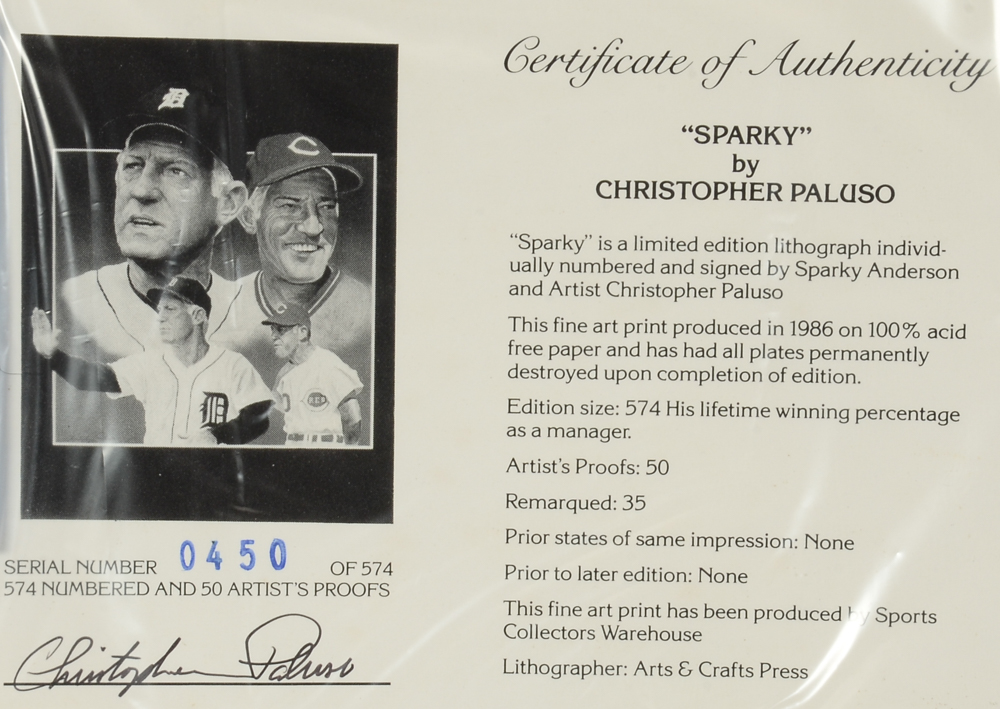 Certificate of Authenticity
"SPARKY"
by
CHRISTOPHER PALUSO
"Sparky" is a limited edition lithograph individ-
ually numbered and signed by Sparky Anderson
and Artist Christopher Paluso
This fine art print produced in 1986 on 100% acid
free paper and has had all plates permanently
destroyed upon completion of edition.
Edition size: 574 His lifetime winning percentage
as a manager.
Artist's Proofs: 50
Remarqued: 35
Prior states of same impression: None
Prior to later edition: None
This fine art print has been produced by Sports
Collectors Warehouse
Lithographer: Arts & Crafts Press
D
C
D
C
D
REDS
SERIAL NUMBER 0450 OF 574
574 NUMBERED AND 50 ARTIST'S PROOFS
Christopher Paluso